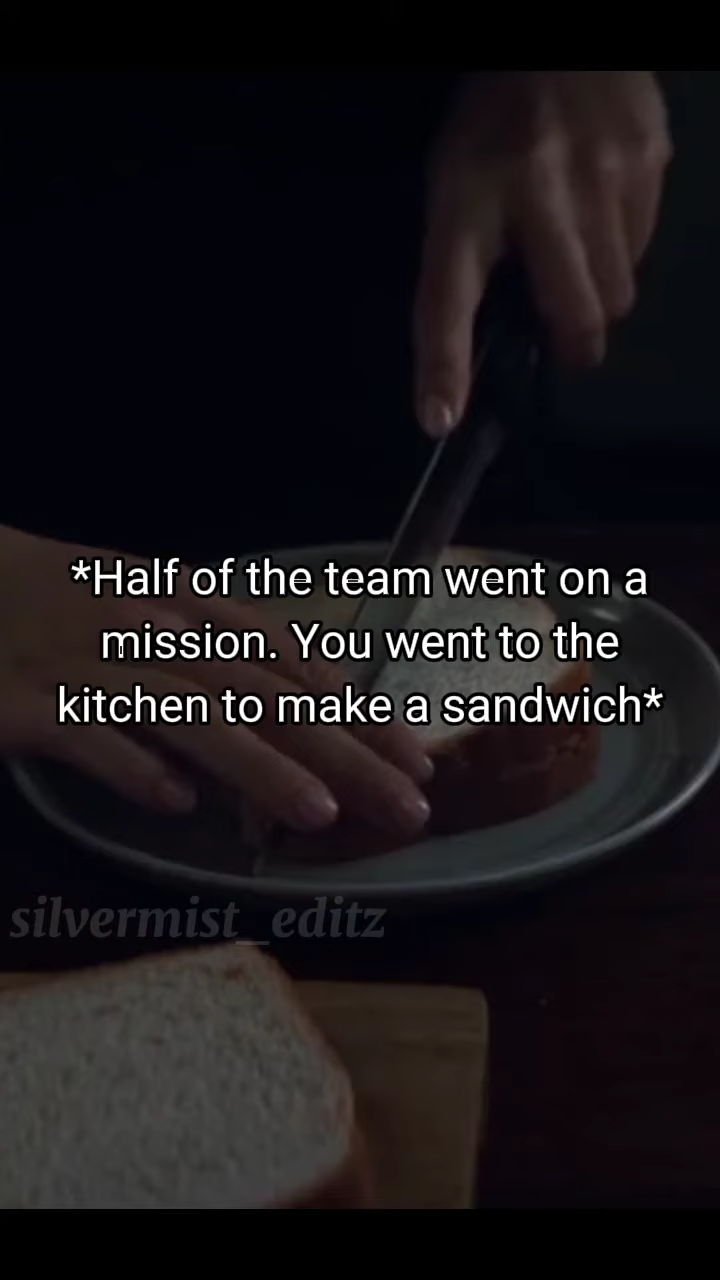 *Half of the team went on a
mission. You went to the
kitchen to make a sandwich*
silvermist_editz